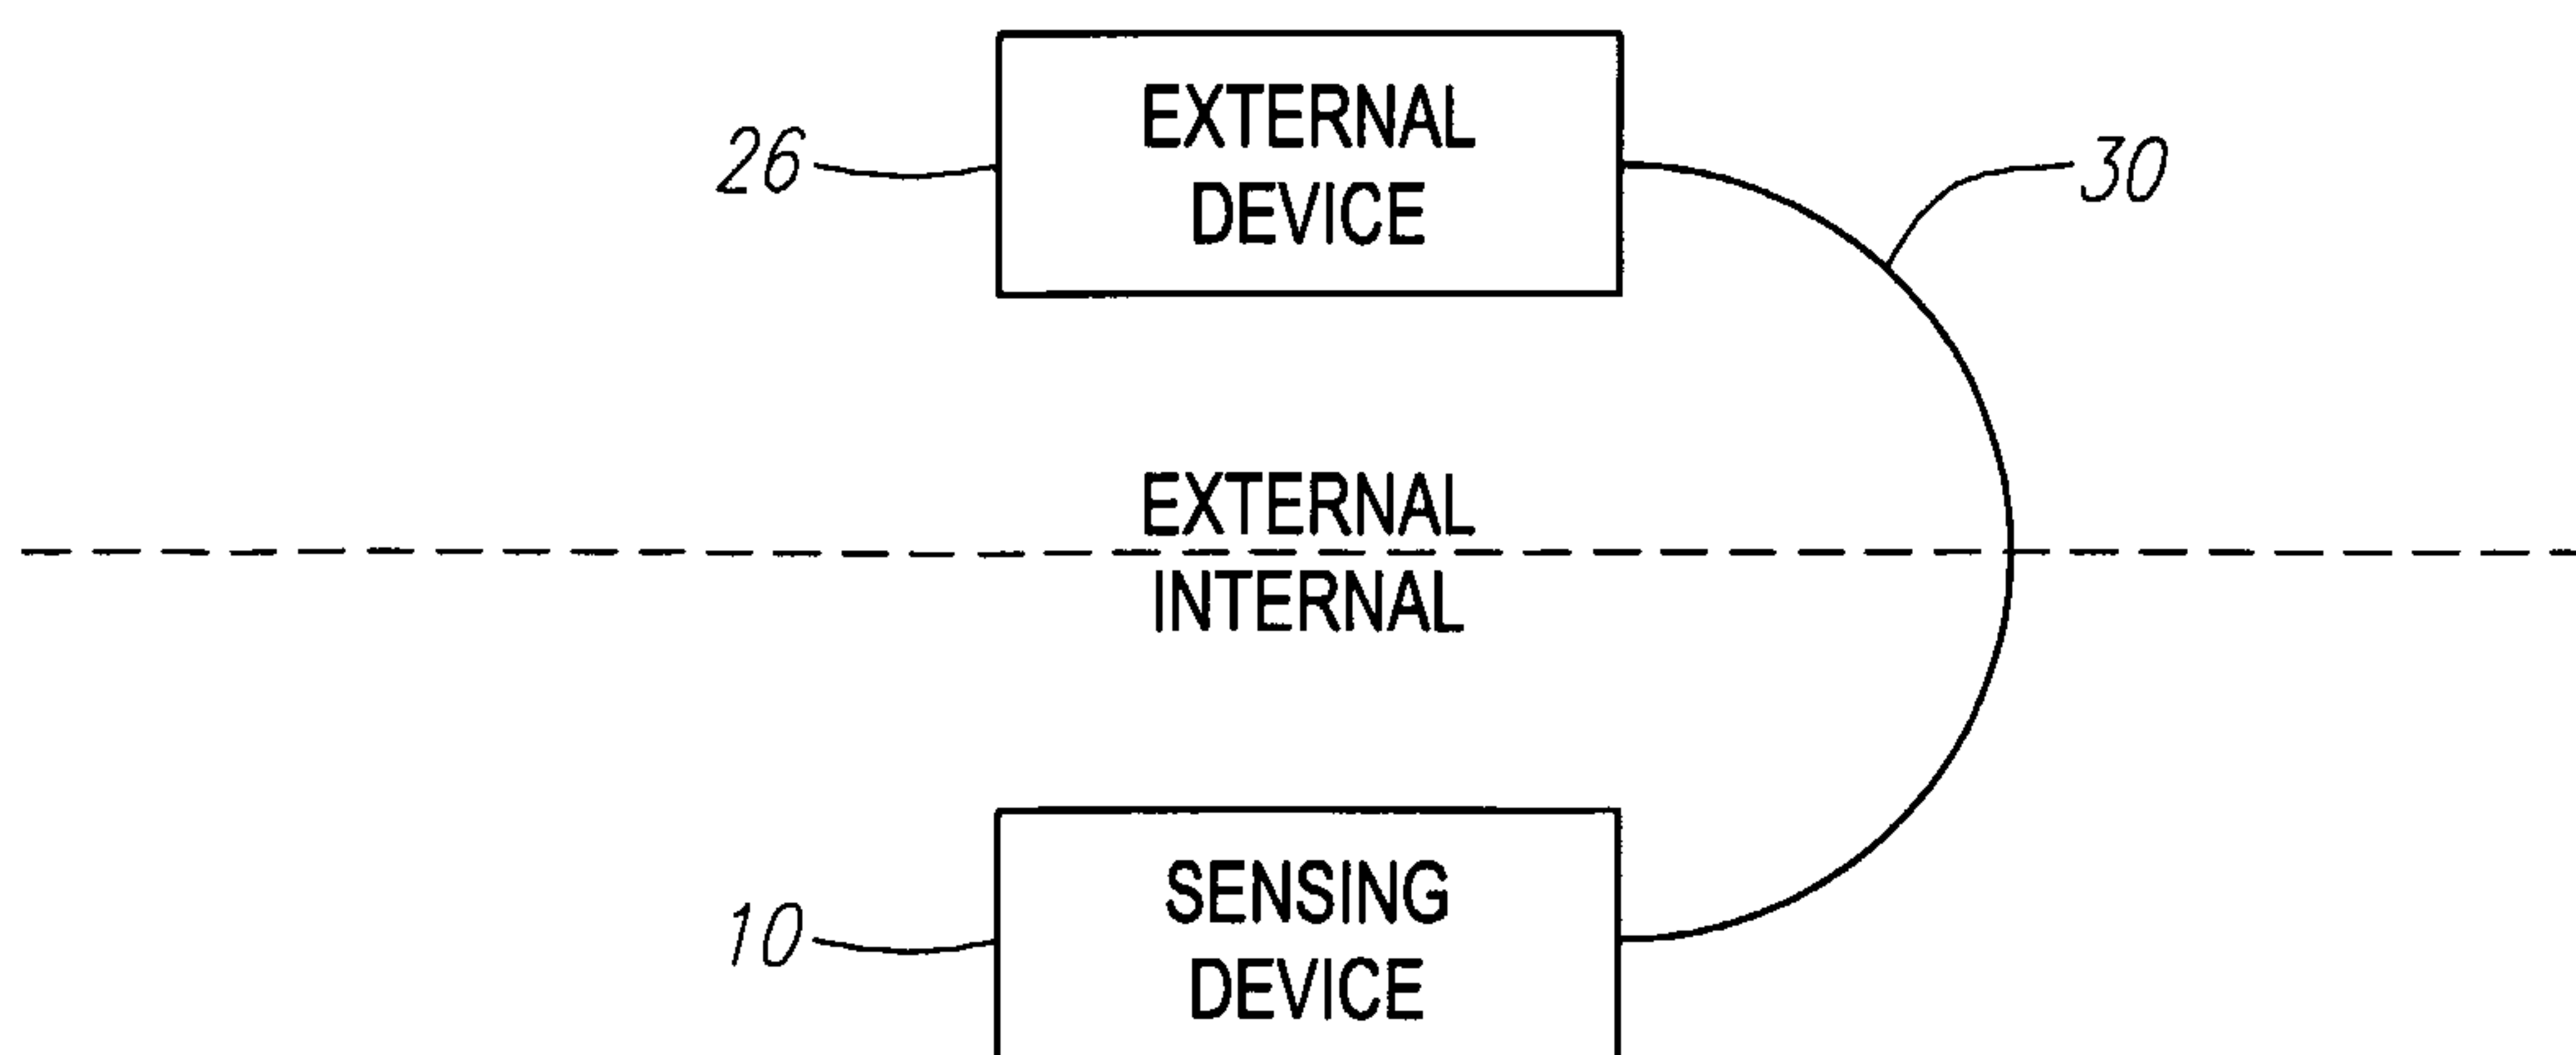 EXTERNAL
DEVICE
26
30
EXTERNAL
INTERNAL
SENSING
DEVICE
10